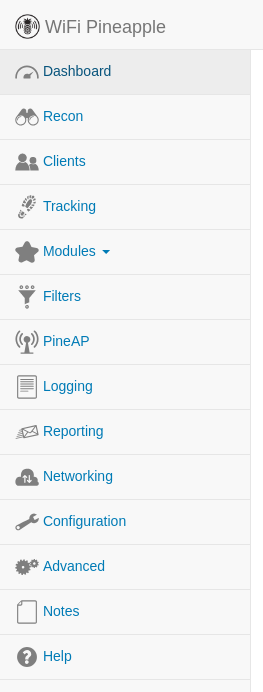 WiFi Pineapple
Dashboard
Recon
Clients
Tracking
Modules
Filters
PineAP
Logging
Reporting
Networking
Configuration
Advanced
Notes
Help